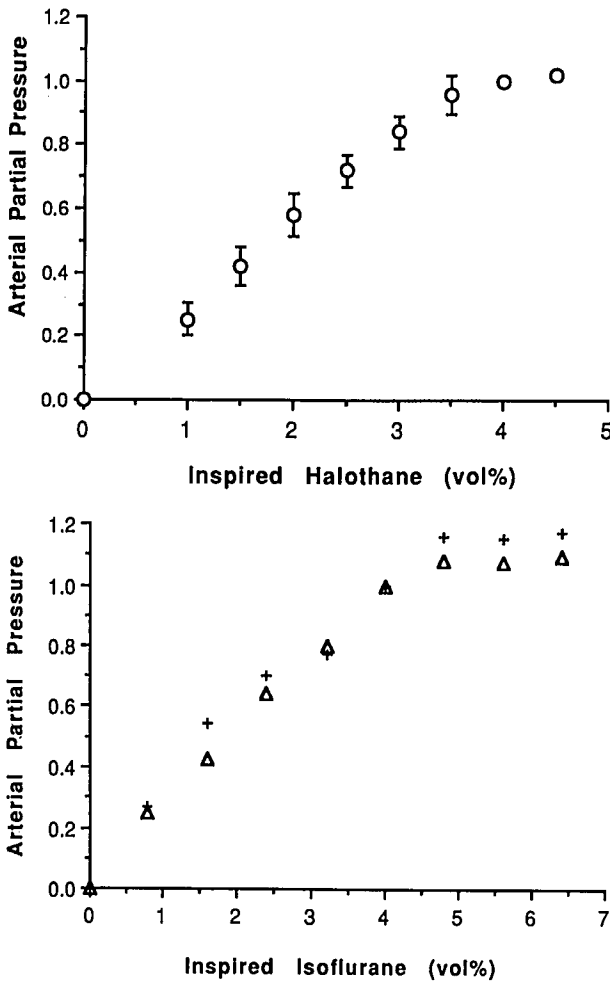 Arterial Partial Pressure
1.2
1.0
0.8
0.6
0.4
0.2
0.0
0 1 2 3 4 5
Inspired Halothane (vol%)
Arterial Partial Pressure
1.2
1.0
0.8
0.6
0.4
0.2
0.0
0 1 2 3 4 5 6 7
Inspired Isoflurane (vol%)